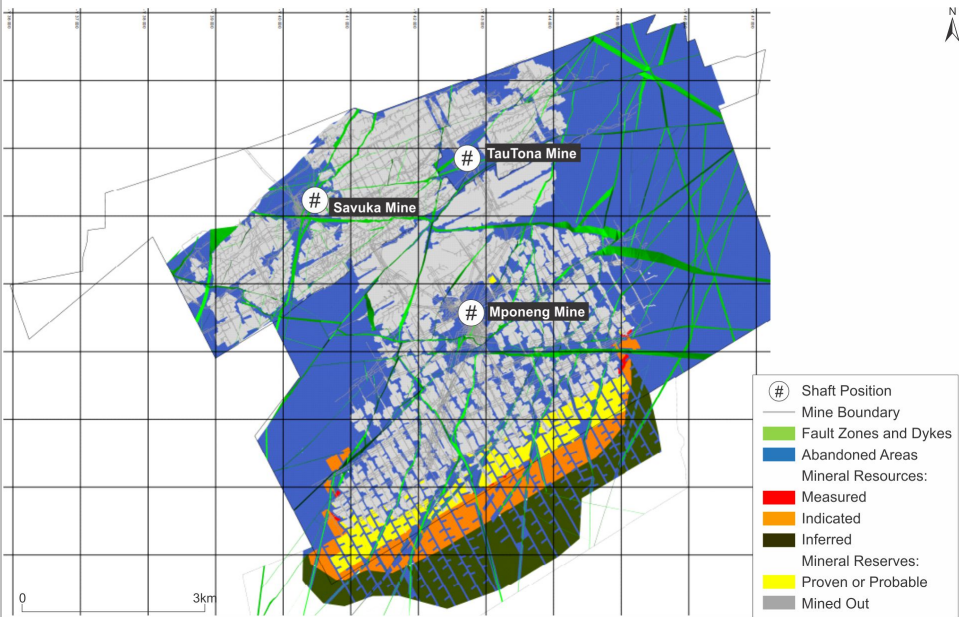 N
TauTona Mine
Savuka Mine
Mponeng Mine
# Shaft Position
Mine Boundary
Fault Zones and Dykes
Abandoned Areas
Mineral Resources:
Measured
Indicated
Inferred
Mineral Reserves:
Proven or Probable
Mined Out
0 3km